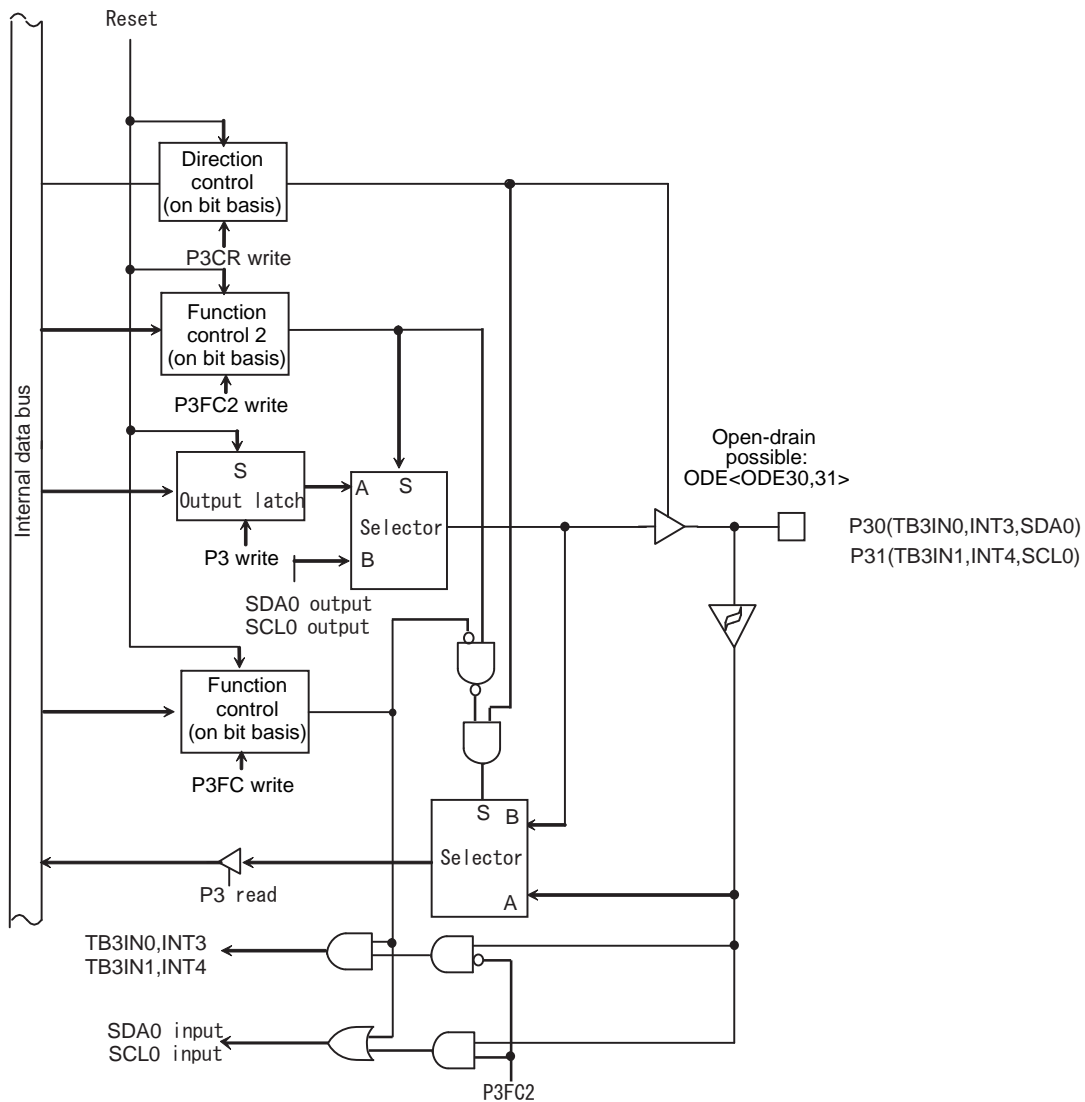 Reset
Direction
control
(on bit basis)
P3CR write
Function
control 2
(on bit basis)
P3FC2 write
Internal data bus
S
Output latch
P3 write
A
S
Selector
B
SDA0 output
SCL0 output
Open-drain
possible:
ODE<ODE30,31>
P30(TB3IN0,INT3,SDA0)
P31(TB3IN1,INT4,SCL0)
Function
control
(on bit basis)
P3FC write
S
B
Selector
A
P3 read
TB3IN0,INT3
TB3IN1,INT4
SDA0 input
SCL0 input
P3FC2